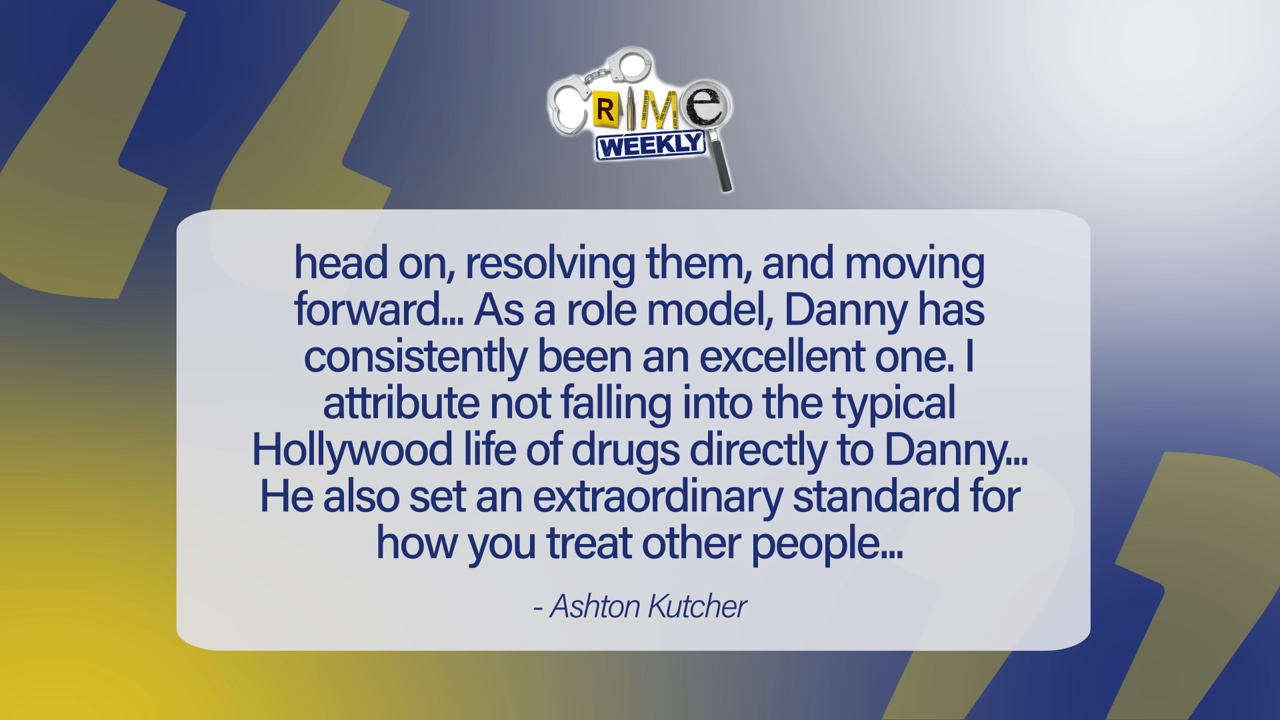 CRIME
WEEKLY
head on, resolving them, and moving
forward... As a role model, Danny has
consistently been an excellent one. I
attribute not falling into the typical
Hollywood life of drugs directly to Danny...
He also set an extraordinary standard for
how you treat other people...
- Ashton Kutcher